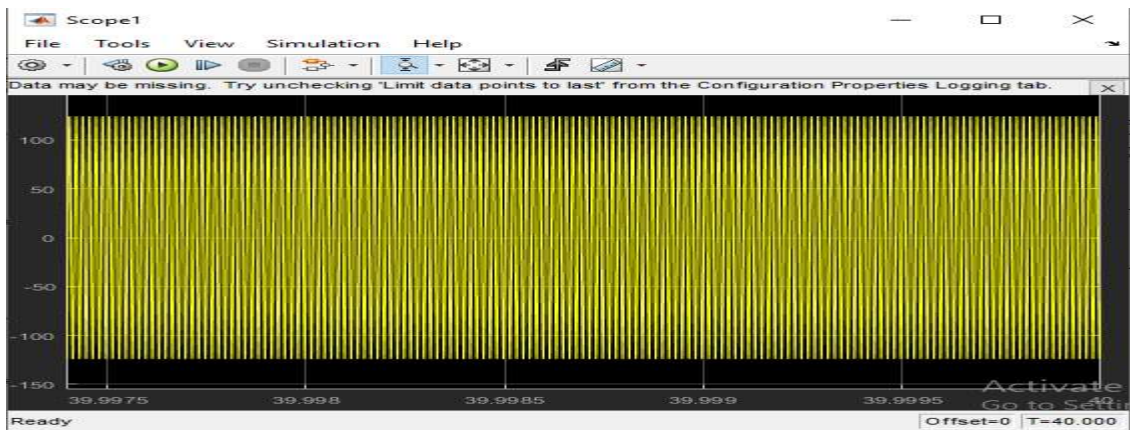 Scope1
File Tools View Simulation Help
Data may be missing. Try unchecking 'Limit data points to last' from the Configuration Properties Logging tab.
100
50
0
-50
-100
-150
39.9975 39.998 39.9985 39.999 39.9995 40
Activate
Go to Settin
Ready Offset=0 T=40.000